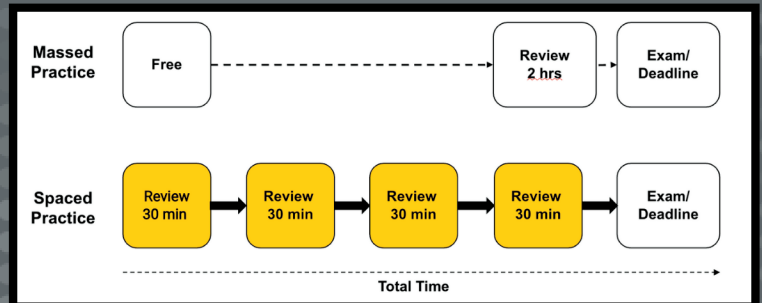 Massed
Practice
Free
Review
2 hrs
Exam/
Deadline
Spaced
Practice
Review
30 min
Review
30 min
Review
30 min
Review
30 min
Exam/
Deadline
Total Time